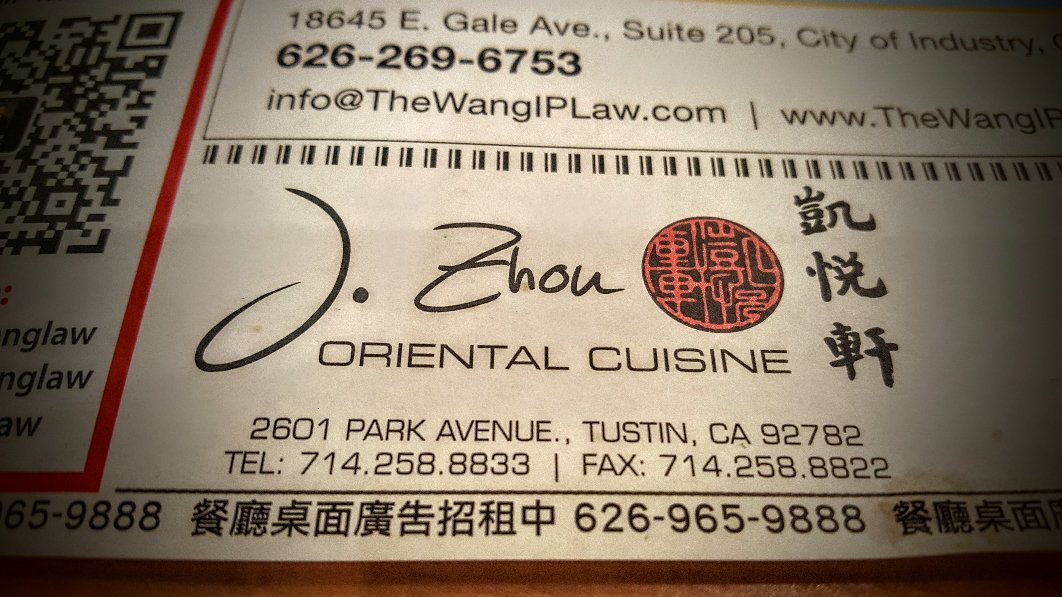 18645 E. Gale Ave., Suite 205, City of Industry,
626-269-6753
info@TheWangIPLaw.com | www.TheWangIP
J. Zhou
凱悅軒
ORIENTAL CUISINE
2601 PARK AVENUE., TUSTIN, CA 92782
TEL: 714.258.8833 | FAX: 714.258.8822
anglaw
nglaw
aw
965-9888 餐廳桌面廣告招租中 626-965-9888 餐廳桌面